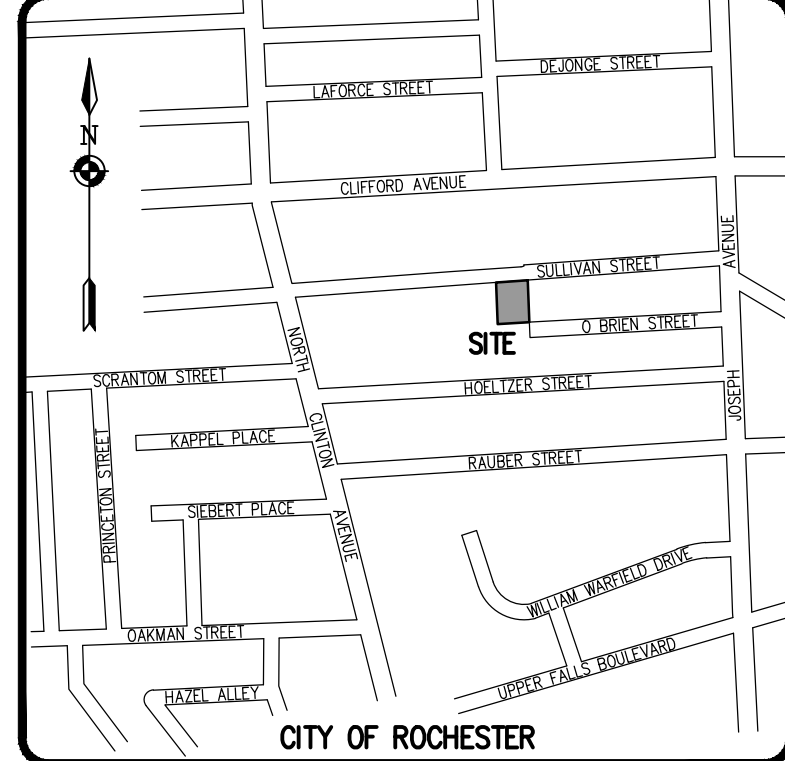 DEJONGE STREET
LAFORCE STREET
N
CLIFFORD AVENUE
AVENUE
SULLIVAN STREET
O BRIEN STREET
SITE
NORTH
SCRANTOM STREET
HOELTZER STREET
JOSEPH
CLINTON
KAPPEL PLACE
RAUBER STREET
PRINCETON STREET
SIEBERT PLACE
AVENUE
WILLIAM WARFIELD DRIVE
OAKMAN STREET
UPPER FALLS BOULEVARD
HAZEL ALLEY
CITY OF ROCHESTER